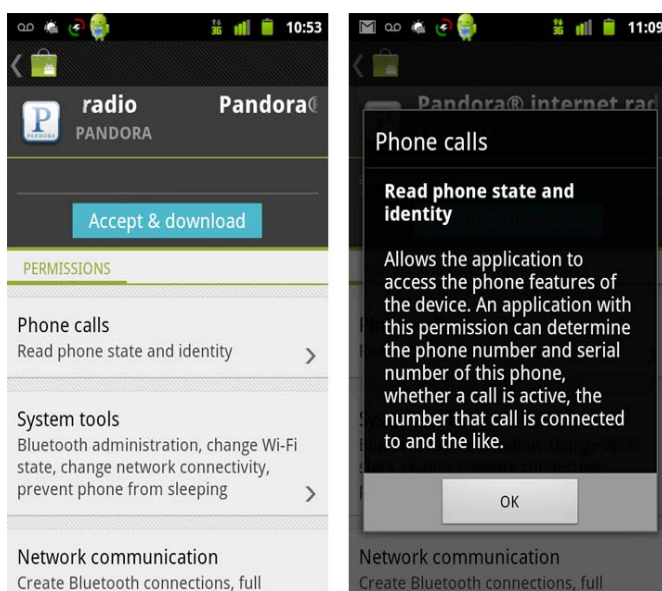 10:53
radio Pandora®
PANDORA
Accept & download
PERMISSIONS
Phone calls
Read phone state and identity
System tools
Bluetooth administration, change Wi-Fi
state, change network connectivity,
prevent phone from sleeping
Network communication
Create Bluetooth connections, full
11:09
Pandora® internet rad
Phone calls
Read phone state and
identity
Allows the application to
access the phone features of
the device. An application with
this permission can determine
the phone number and serial
number of this phone,
whether a call is active, the
number that call is connected
to and the like.
OK
Network communication
Create Bluetooth connections, full